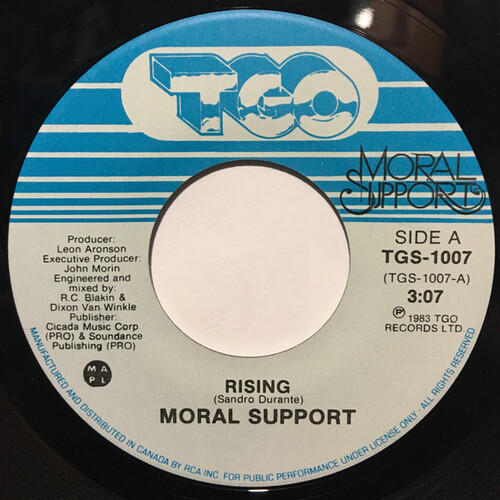 TGO
MORAL
SUPPORT
SIDE A
TGS-1007
(TGS-1007-A)
3:07
Ⓟ 1983 TGO
RECORDS LTD.
Producer:
Leon Aronson
Executive Producer:
John Morin
Engineered and
mixed by:
R.C. Blakin &
Dixon Van Winkle
Publisher:
Cicada Music Corp
(PRO) & Soundance
Publishing (PRO)
M A
P L
RISING
(Sandro Durante)
MORAL SUPPORT
MANUFACTURED AND DISTRIBUTED IN CANADA BY RCA INC. FOR PUBLIC PERFORMANCE UNDER LICENSE ONLY - ALL RIGHTS RESERVED